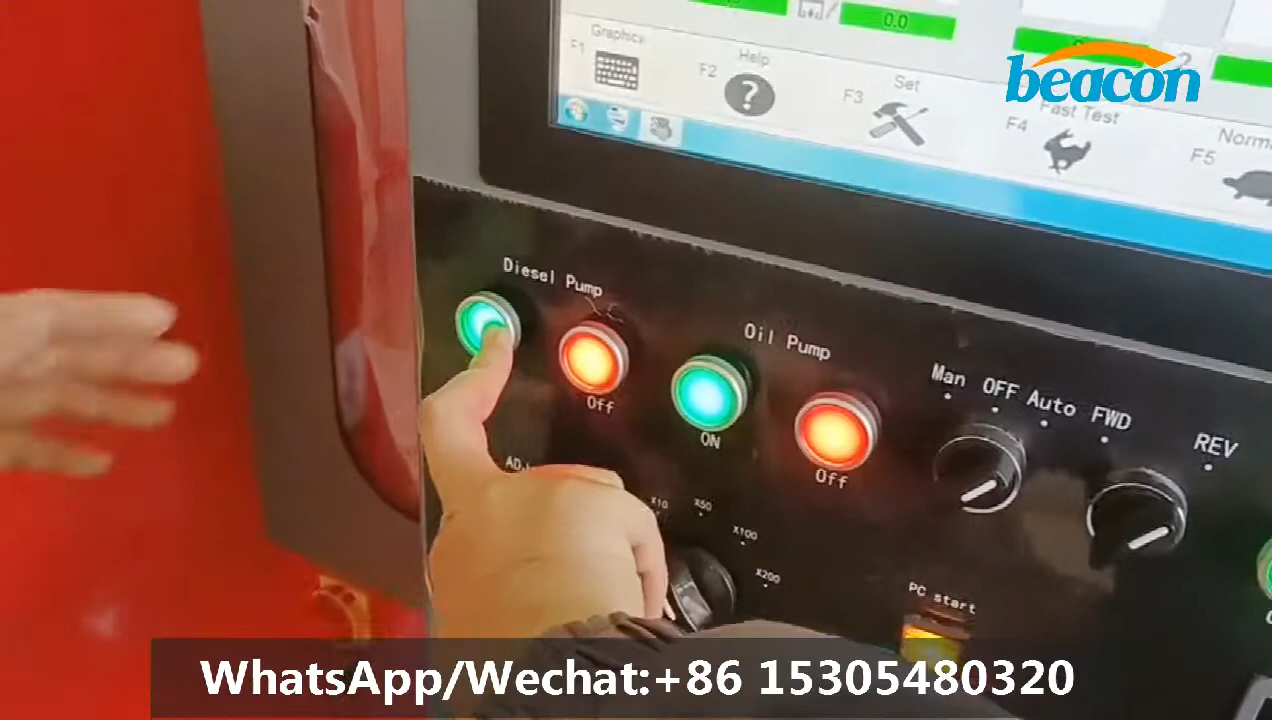 0.0
F1 Graphics
F2 Help
?
F3 Set
beacon
F4 Fast Test
F5
Diesel Pump
Off
Oil Pump
ON
Off
Man OFF Auto FWD
REV
X10
X50
X100
X200
PC start
WhatsApp/Wechat:+86 15305480320